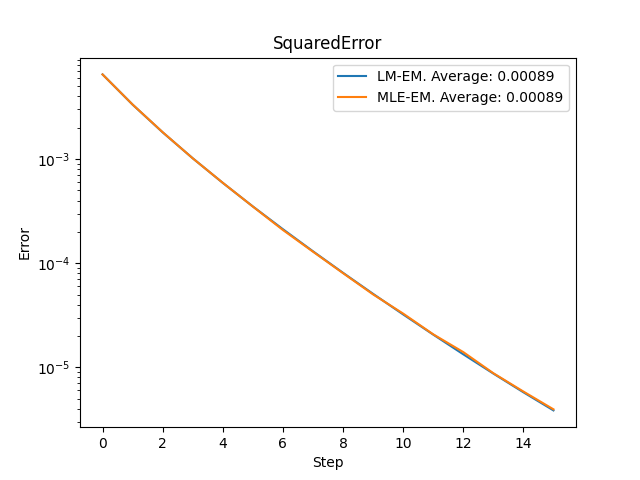 SquaredError
LM-EM. Average: 0.00089
MLE-EM. Average: 0.00089
10⁻³
10⁻⁴
10⁻⁵
Error
0 2 4 6 8 10 12 14
Step